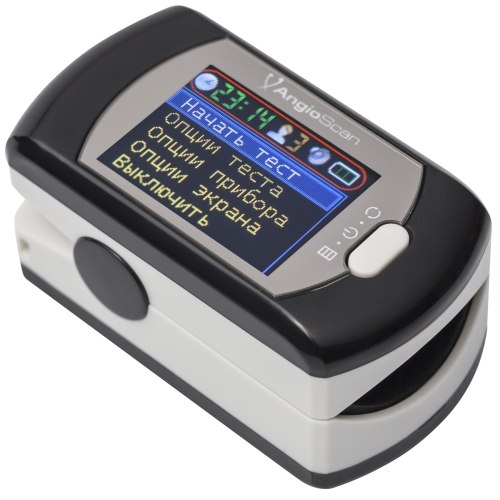 AngioScan
23:14 3
Начать тест
Опции теста
Опции прибора
Опции экрана
Выключить